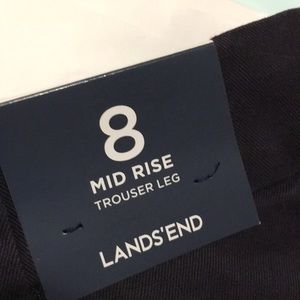 8
MID RISE
TROUSER LEG
LANDS'END